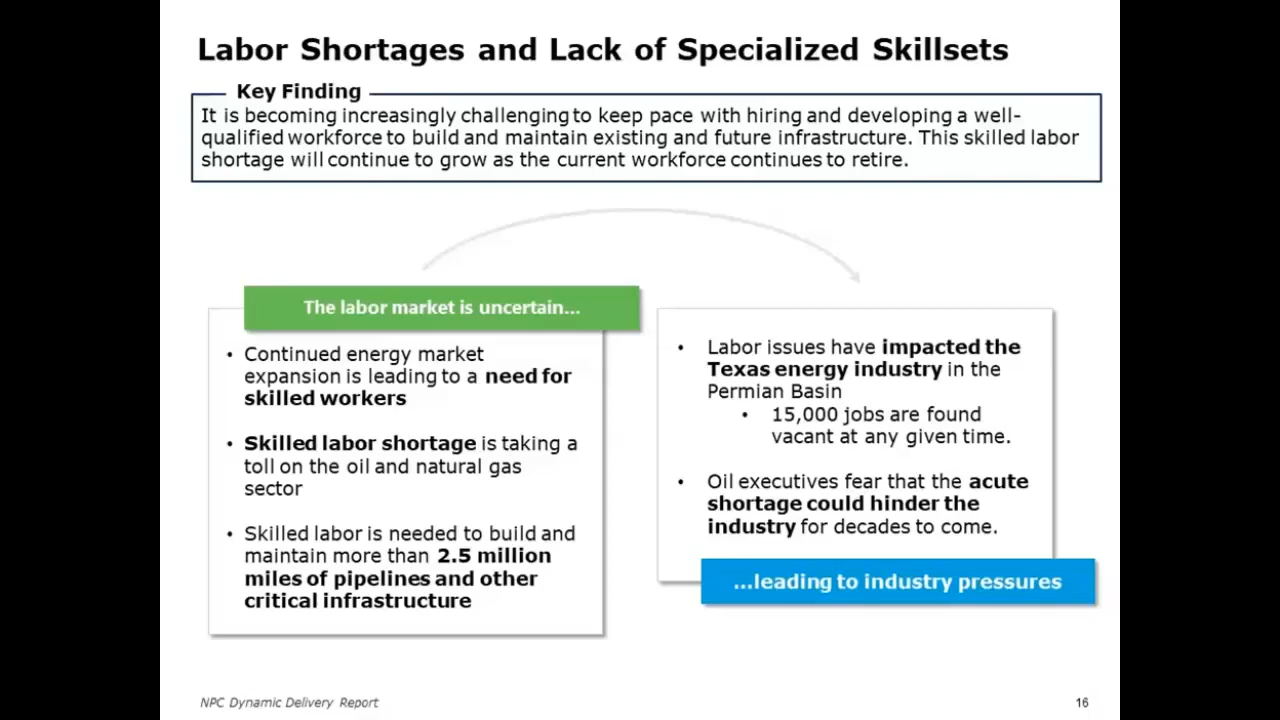 Labor Shortages and Lack of Specialized Skillsets
Key Finding
It is becoming increasingly challenging to keep pace with hiring and developing a well-
qualified workforce to build and maintain existing and future infrastructure. This skilled labor
shortage will continue to grow as the current workforce continues to retire.
The labor market is uncertain...
• Continued energy market
expansion is leading to a need for
skilled workers
• Skilled labor shortage is taking a
toll on the oil and natural gas
sector
• Skilled labor is needed to build and
maintain more than 2.5 million
miles of pipelines and other
critical infrastructure
• Labor issues have impacted the
Texas energy industry in the
Permian Basin
• 15,000 jobs are found
vacant at any given time.
• Oil executives fear that the acute
shortage could hinder the
industry for decades to come.
...leading to industry pressures
NPC Dynamic Delivery Report
16